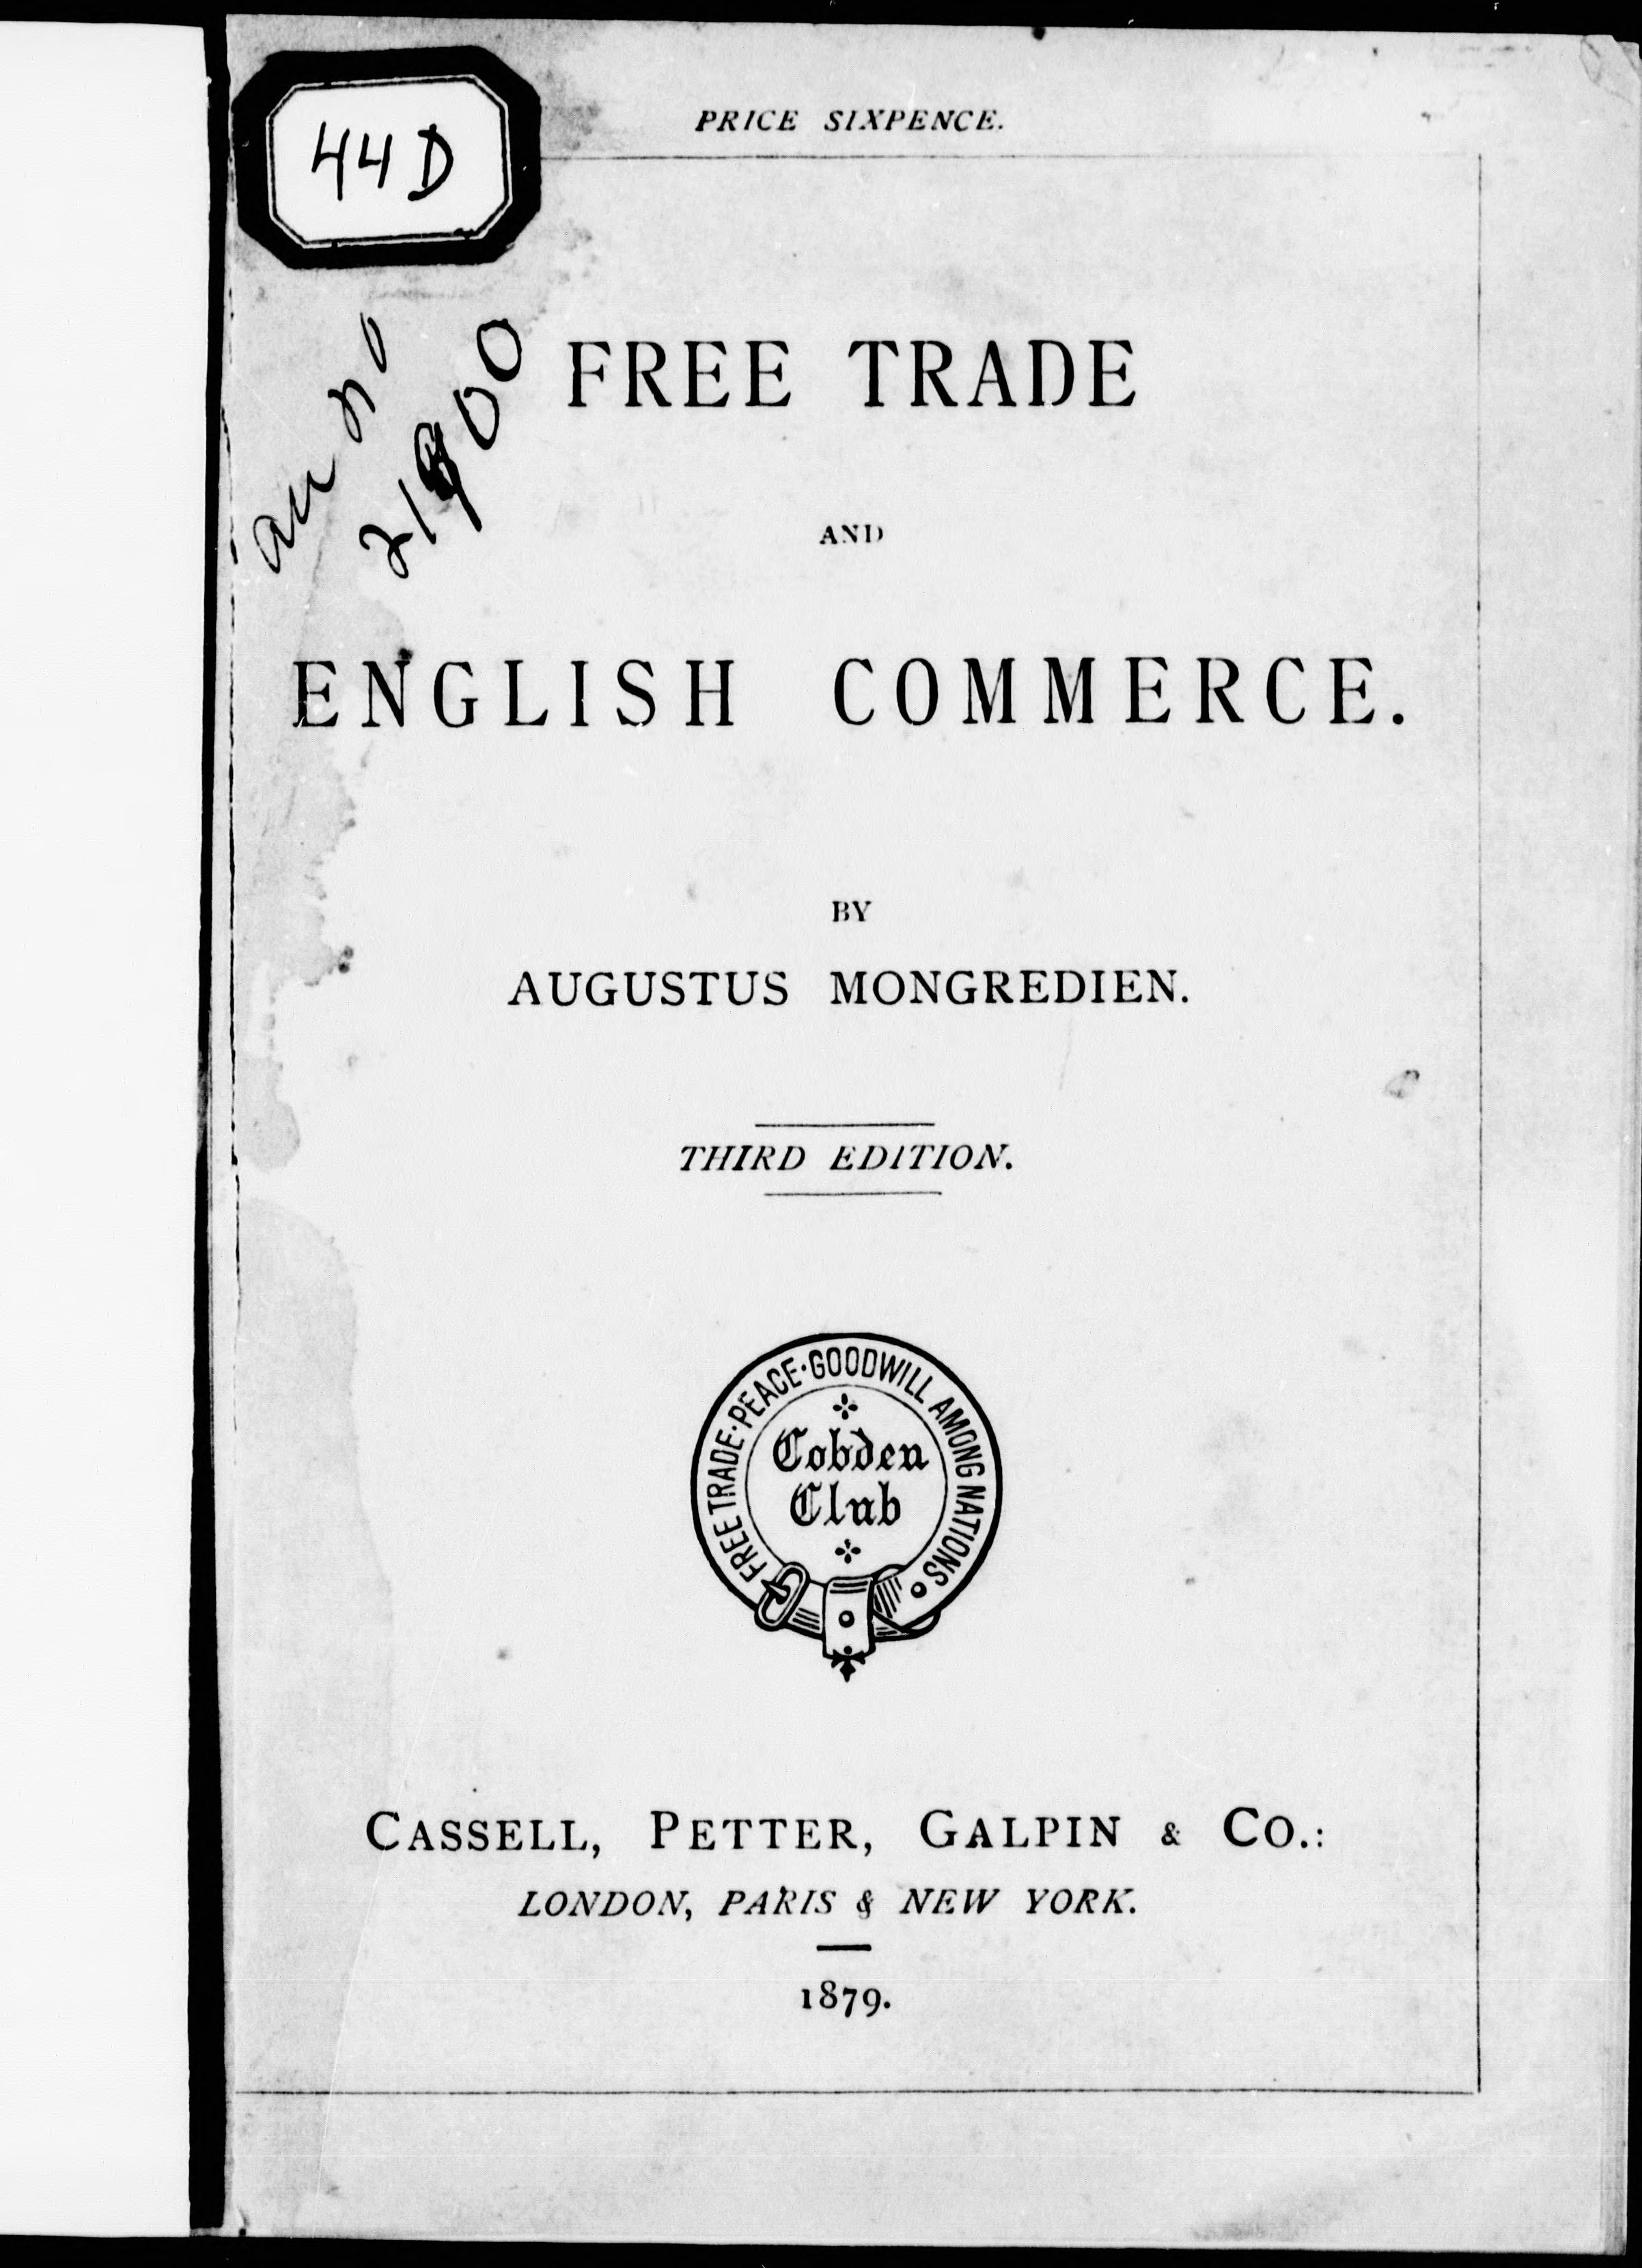 PRICE SIXPENCE.
44D
FREE TRADE
AND
ENGLISH COMMERCE.
BY
AUGUSTUS MONGREDIEN.
THIRD EDITION.
FREE TRADE·PEACE·GOODWILL AMONG NATIONS
Cobden
Club
CASSELL, PETTER, GALPIN & CO.:
LONDON, PARIS & NEW YORK.
1879.